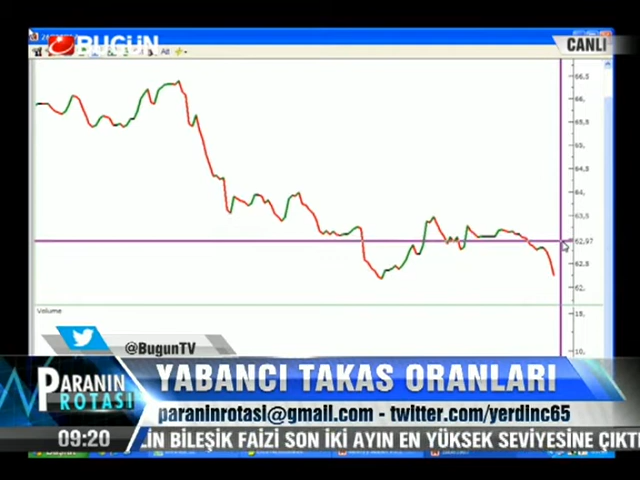 BUGÜN
CANLI
66,5
66,
65,5
65,
64,5
64,
63,5
62,97
62,5
62,
Volume
15,
10,
@BugunTV
PARANIN
ROTASI
YABANCI TAKAS ORANLARI
paraninrotasI@gmail.com - twitter.com/yerdinc65
09:20
İN BİLEŞİK FAİZİ SON İKİ AYIN EN YÜKSEK SEVİYESİNE ÇIKT